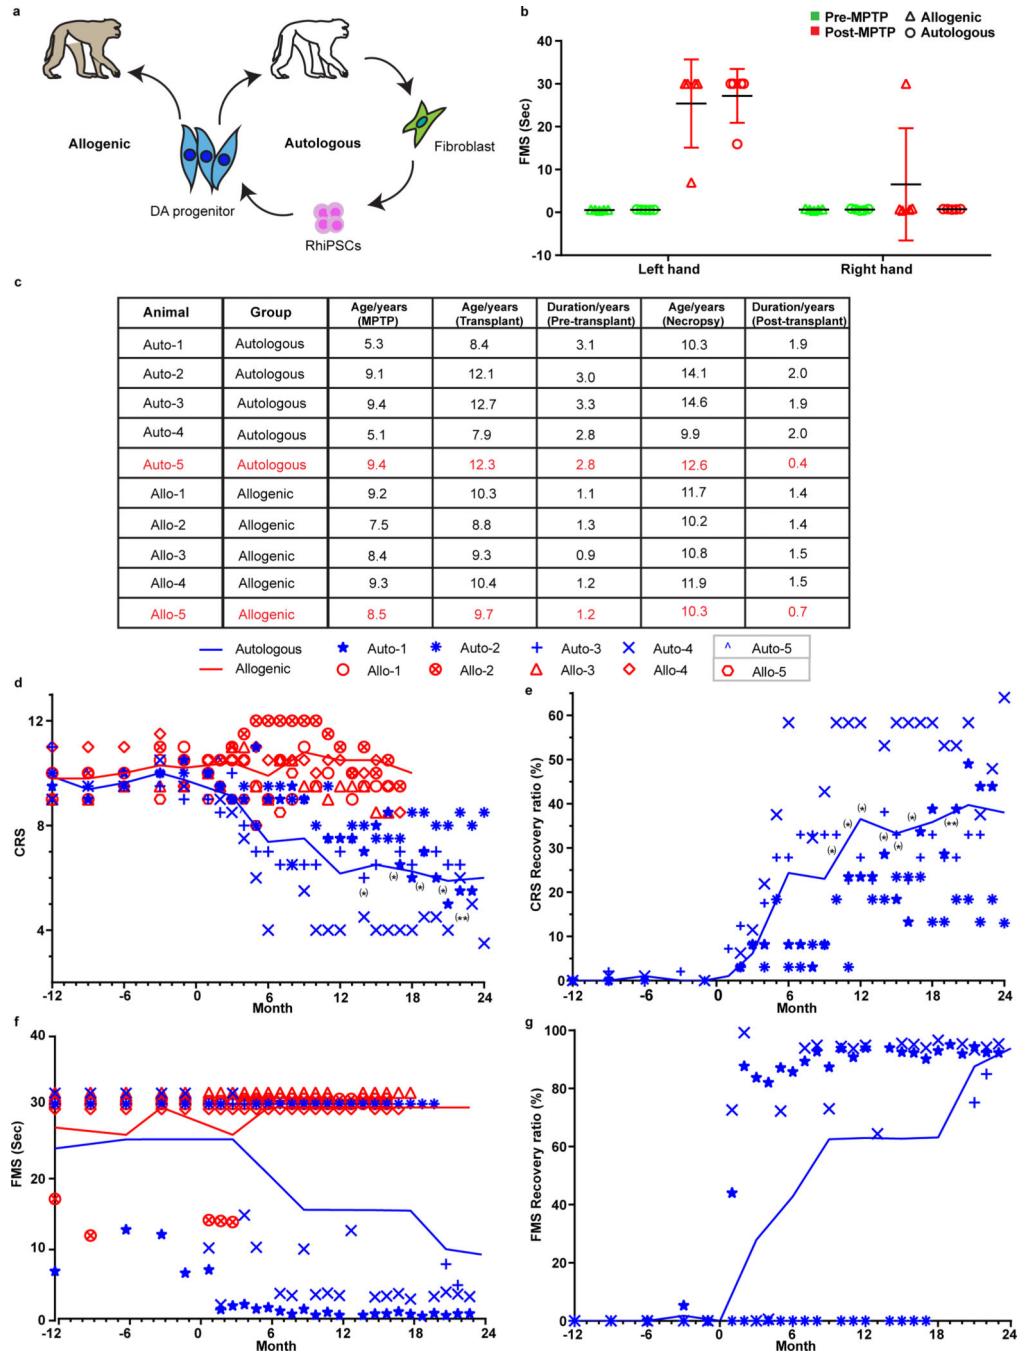 a
Allogenic
Autologous
Fibroblast
DA progenitor
RhiPSCs
b
Pre-MPTP
Allogenic
Post-MPTP
Autologous
FMS (Sec)
40
30
20
10
0
-10
Left hand
Right hand
c
Animal Group Age/years (MPTP) Age/years (Transplant) Duration/years (Pre-transplant) Age/years (Necropsy) Duration/years (Post-transplant)
Auto-1 Autologous 5.3 8.4 3.1 10.3 1.9
Auto-2 Autologous 9.1 12.1 3.0 14.1 2.0
Auto-3 Autologous 9.4 12.7 3.3 14.6 1.9
Auto-4 Autologous 5.1 7.9 2.8 9.9 2.0
Auto-5 Autologous 9.4 12.3 2.8 12.6 0.4
Allo-1 Allogenic 9.2 10.3 1.1 11.7 1.4
Allo-2 Allogenic 7.5 8.8 1.3 10.2 1.4
Allo-3 Allogenic 8.4 9.3 0.9 10.8 1.5
Allo-4 Allogenic 9.3 10.4 1.2 11.9 1.5
Allo-5 Allogenic 8.5 9.7 1.2 10.3 0.7
Autologous Auto-1 Auto-2 Auto-3 Auto-4 Auto-5
Allogenic Allo-1 Allo-2 Allo-3 Allo-4 Allo-5
d
CRS
12
8
4
(*) (*) (*) (*) (**)
-12 -6 0 6 12 18 24
Month
e
CRS Recovery ratio (%)
60
50
40
30
20
10
0
(*) (*) (*) (*) (*) (*) (**)
-12 -6 0 6 12 18 24
Month
f
FMS (Sec)
40
30
20
10
0
-12 -6 0 6 12 18 24
Month
g
FMS Recovery ratio (%)
100
80
60
40
20
0
-12 -6 0 6 12 18 24
Month